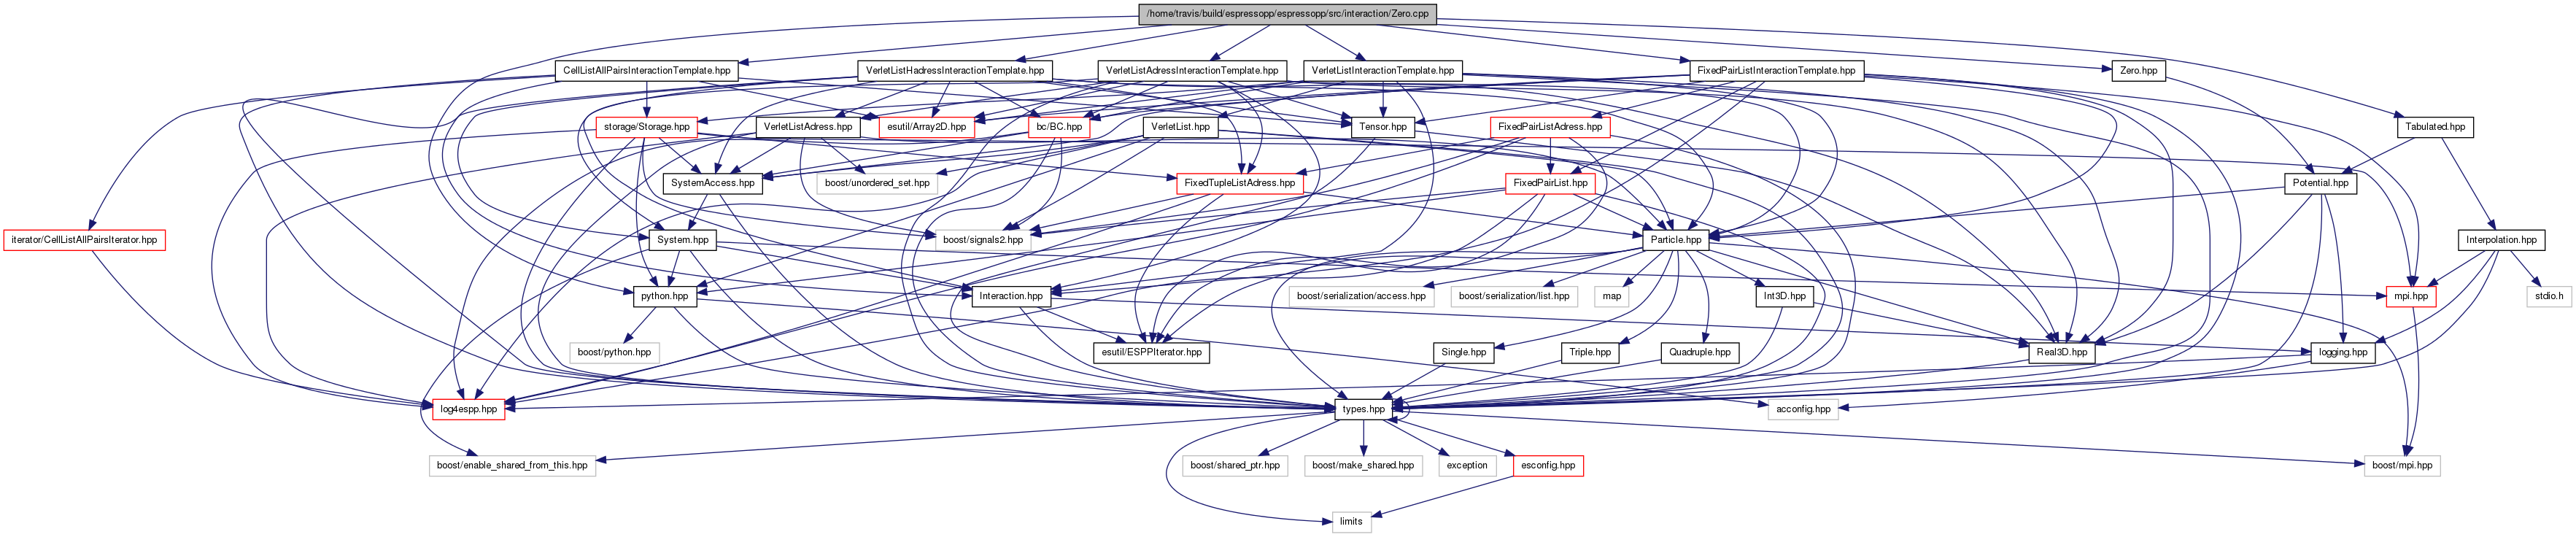 /home/travis/build/espressopp/espressopp/src/interaction/Zero.cpp
CellListAllPairsInteractionTemplate.hpp
VerletListHadressInteractionTemplate.hpp
VerletListAdressInteractionTemplate.hpp
VerletListInteractionTemplate.hpp
FixedPairListInteractionTemplate.hpp
Zero.hpp
storage/Storage.hpp
VerletListAdress.hpp
esutil/Array2D.hpp
bc/BC.hpp
VerletList.hpp
Tensor.hpp
FixedPairListAdress.hpp
Tabulated.hpp
SystemAccess.hpp
boost/unordered_set.hpp
FixedTupleListAdress.hpp
FixedPairList.hpp
Potential.hpp
iterator/CellListAllPairsIterator.hpp
System.hpp
boost/signals2.hpp
Particle.hpp
Interpolation.hpp
python.hpp
Interaction.hpp
boost/serialization/access.hpp
boost/serialization/list.hpp
map
Int3D.hpp
mpi.hpp
stdio.h
boost/python.hpp
esutil/ESPPIterator.hpp
Single.hpp
Triple.hpp
Quadruple.hpp
Real3D.hpp
logging.hpp
log4espp.hpp
types.hpp
acconfig.hpp
boost/enable_shared_from_this.hpp
boost/shared_ptr.hpp
boost/make_shared.hpp
exception
esconfig.hpp
boost/mpi.hpp
limits